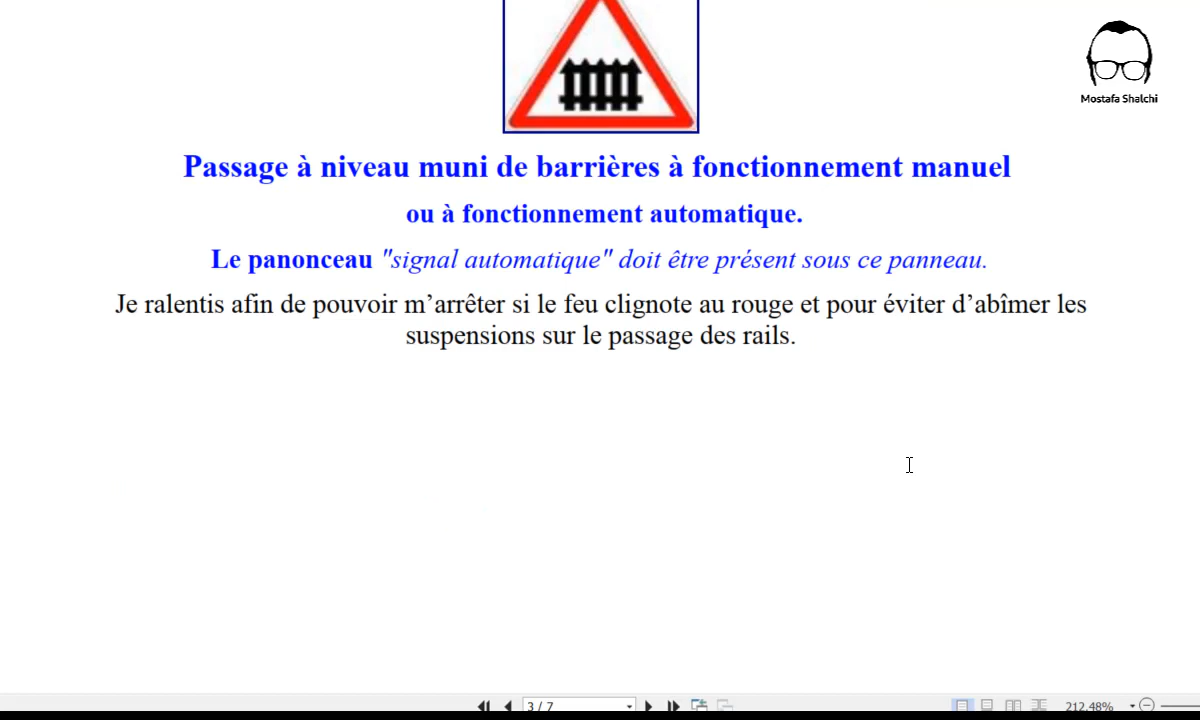 Mostafa Shalchi
Passage à niveau muni de barrières à fonctionnement manuel
ou à fonctionnement automatique.
Le panonceau "signal automatique" doit être présent sous ce panneau.
Je ralentis afin de pouvoir m’arrêter si le feu clignote au rouge et pour éviter d’abîmer les
suspensions sur le passage des rails.
3 / 7
212.48%